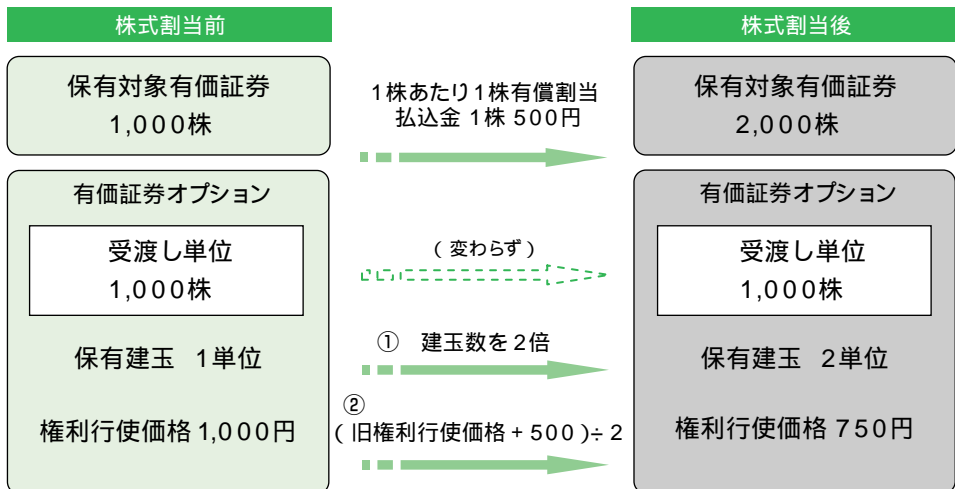 株式割当前
株式割当後
保有対象有価証券
1,000株
1株あたり1株有償割当
払込金 1株 500円
保有対象有価証券
2,000株
有価証券オプション
受渡し単位
1,000株
(変わらず)
有価証券オプション
受渡し単位
1,000株
保有建玉 1単位
① 建玉数を2倍
保有建玉 2単位
②
権利行使価格 1,000円
(旧権利行使価格+500)÷2
権利行使価格 750円